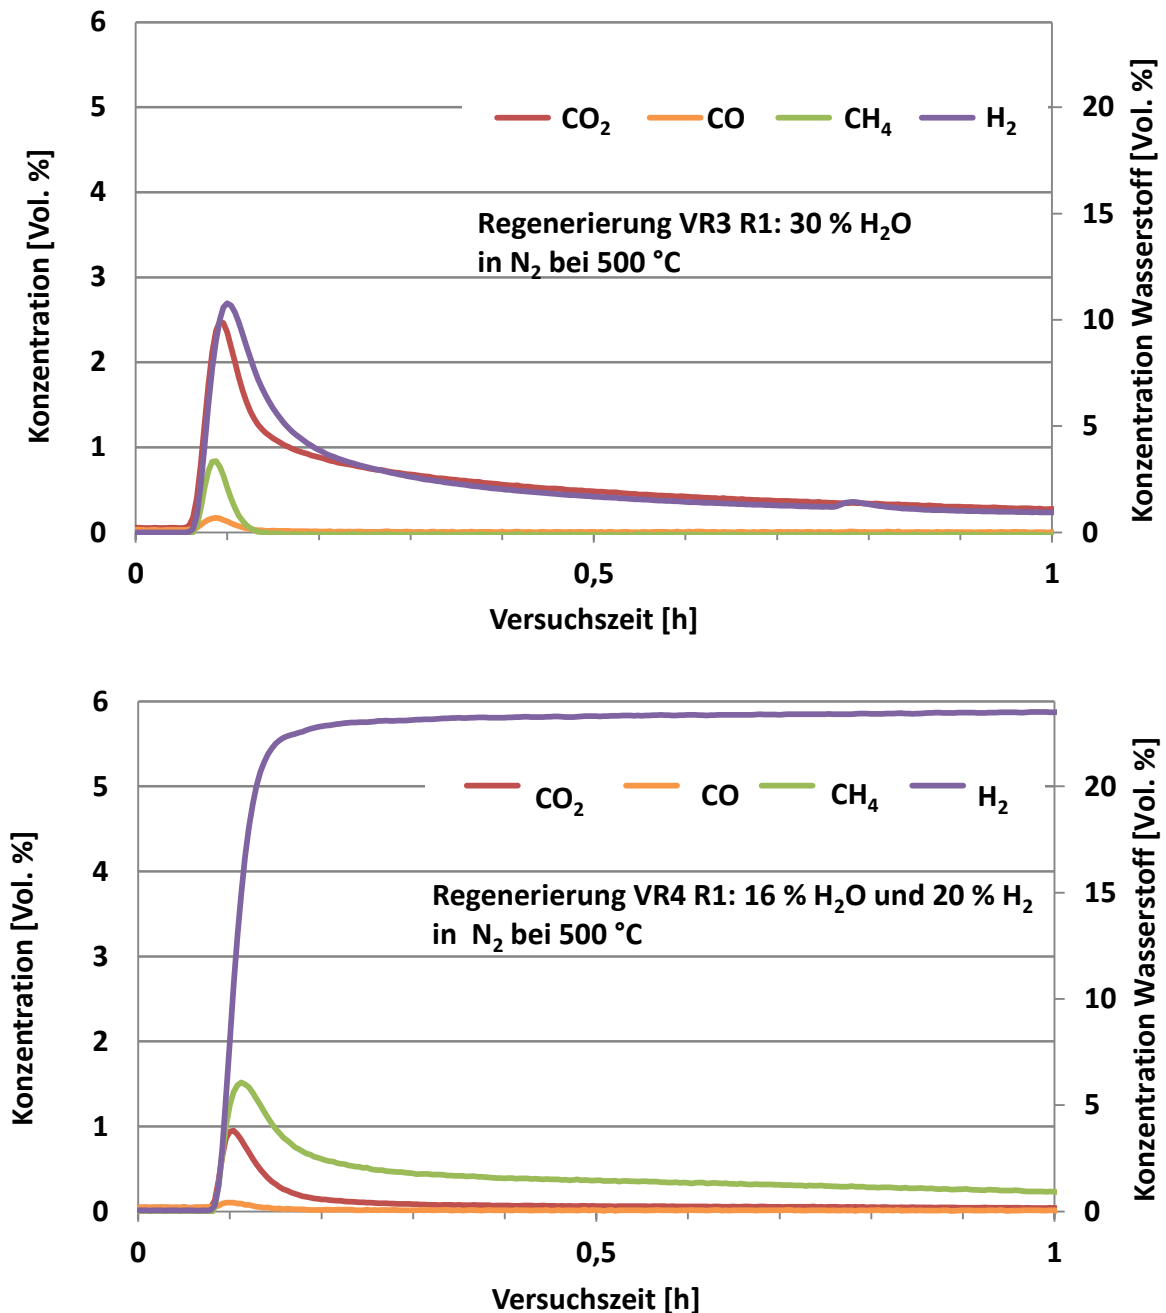 6
5
4
3
2
1
0
20
15
10
5
0
Konzentration [Vol. %]
Konzentration Wasserstoff [Vol. %]
CO₂ CO CH₄ H₂
Regenerierung VR3 R1: 30 % H₂O
in N₂ bei 500 °C
0 0,5 1
Versuchszeit [h]
6
5
4
3
2
1
0
20
15
10
5
0
Konzentration [Vol. %]
Konzentration Wasserstoff [Vol. %]
CO₂ CO CH₄ H₂
Regenerierung VR4 R1: 16 % H₂O und 20 % H₂
in N₂ bei 500 °C
0 0,5 1
Versuchszeit [h]